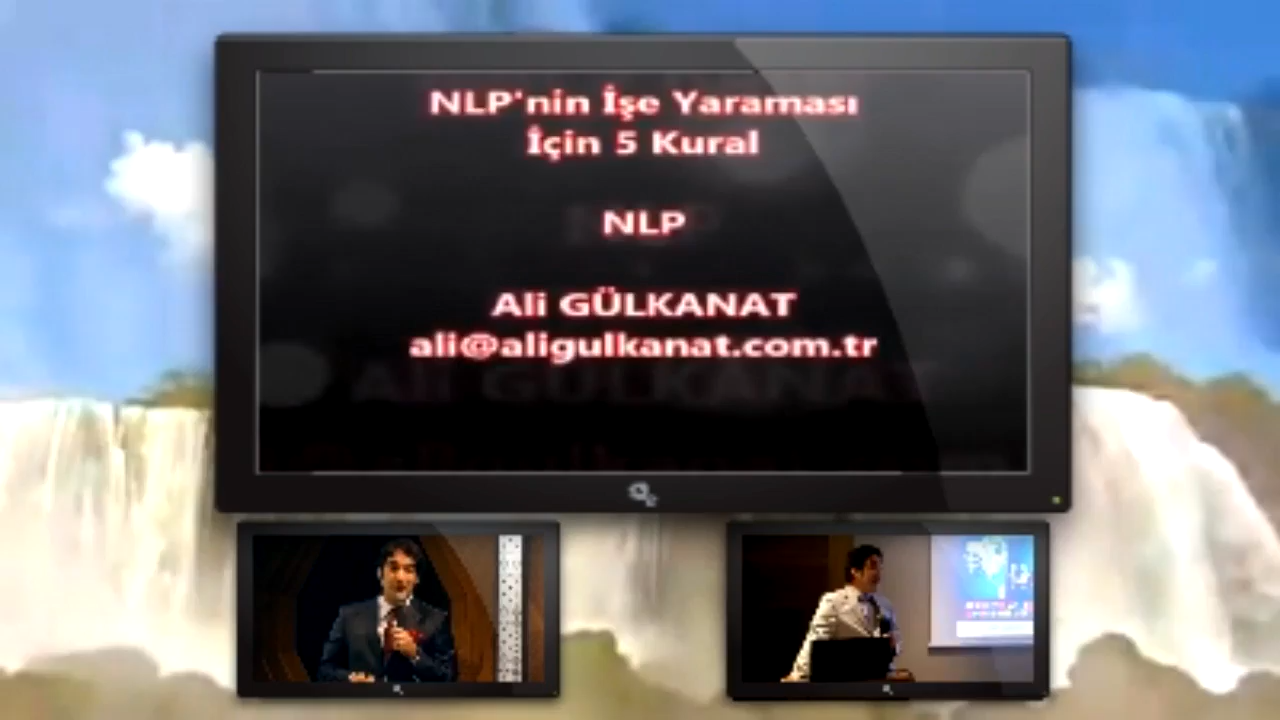 NLP'nin İşe Yaraması
İçin 5 Kural
NLP
Ali GÜLKANAT
ali@aligulkanat.com.tr